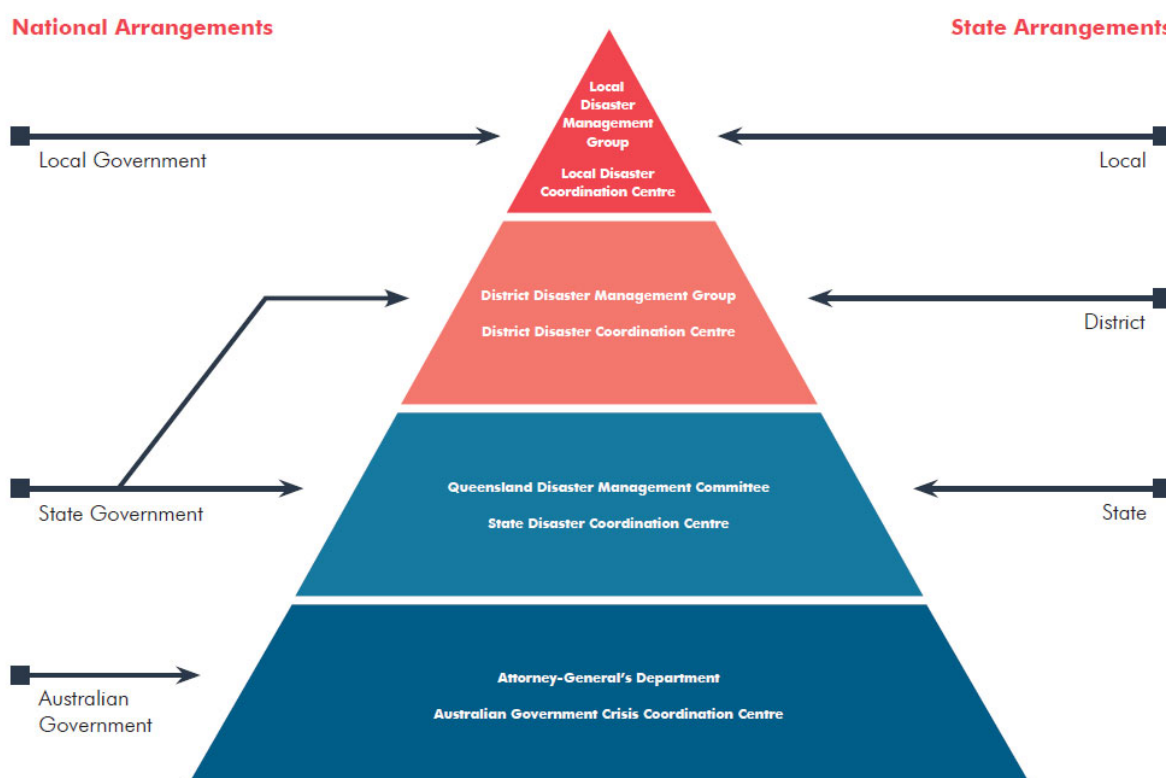 National Arrangements
State Arrangements
Local
Disaster
Management
Group
Local Disaster
Coordination Centre
Local Government
Local
District Disaster Management Group
District Disaster Coordination Centre
District
Queensland Disaster Management Committee
State Disaster Coordination Centre
State Government
State
Attorney-General's Department
Australian Government Crisis Coordination Centre
Australian
Government